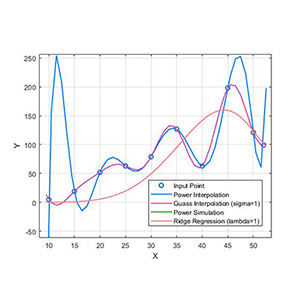 250
200
150
100
50
0
-50
Y
10
15
20
25
30
35
40
45
50
X
Input Point
Power Interpolation
Guass Interpolation (sigma=1)
Power Simulation
Ridge Regression (lambda=1)